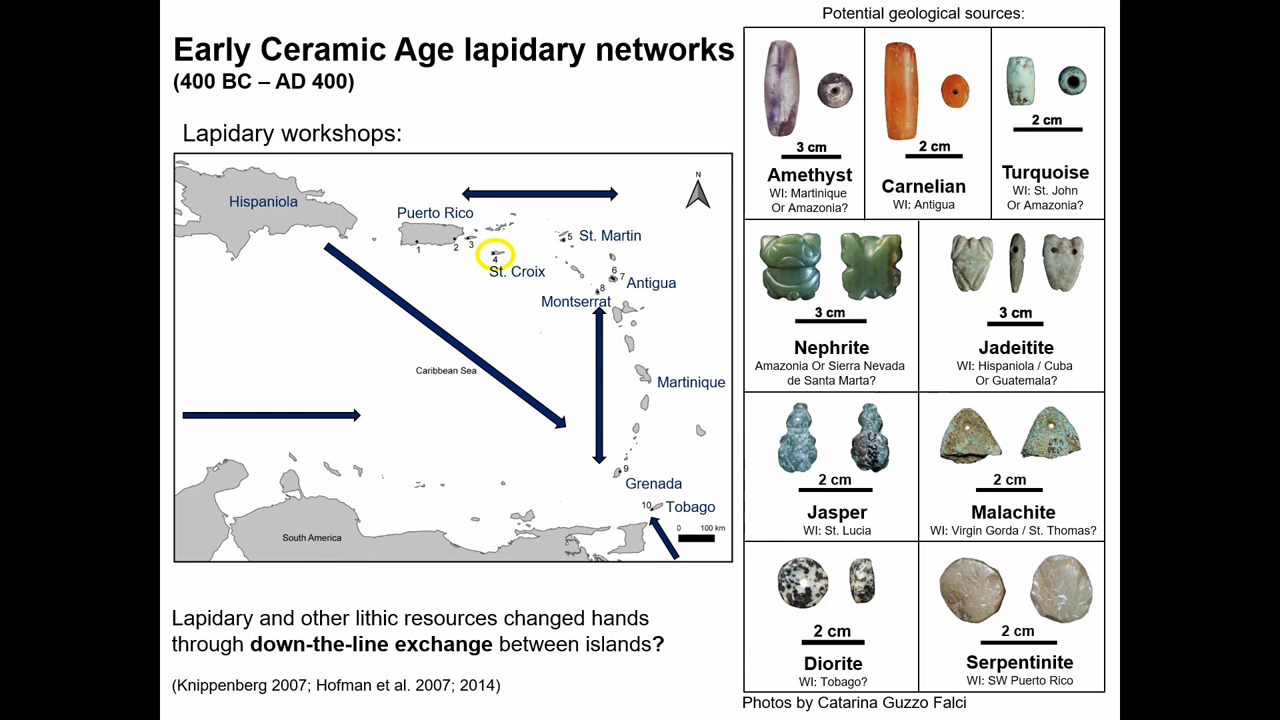 Early Ceramic Age lapidary networks
(400 BC – AD 400)
Lapidary workshops:
N
Hispaniola
Puerto Rico
1
2
3
4
St. Croix
5
St. Martin
6
7
Antigua
8
Montserrat
Caribbean Sea
Martinique
9
Grenada
10
Tobago
0
100 km
South America
Lapidary and other lithic resources changed hands
through down-the-line exchange between islands?
(Knippenberg 2007; Hofman et al. 2007; 2014)
Potential geological sources:
3 cm
Amethyst
WI: Martinique
Or Amazonia?
2 cm
Carnelian
WI: Antigua
2 cm
Turquoise
WI: St. John
Or Amazonia?
3 cm
Nephrite
Amazonia Or Sierra Nevada
de Santa Marta?
3 cm
Jadeitite
WI: Hispaniola / Cuba
Or Guatemala?
2 cm
Jasper
WI: St. Lucia
2 cm
Malachite
WI: Virgin Gorda / St. Thomas?
2 cm
Diorite
WI: Tobago?
2 cm
Serpentinite
WI: SW Puerto Rico
Photos by Catarina Guzzo Falci